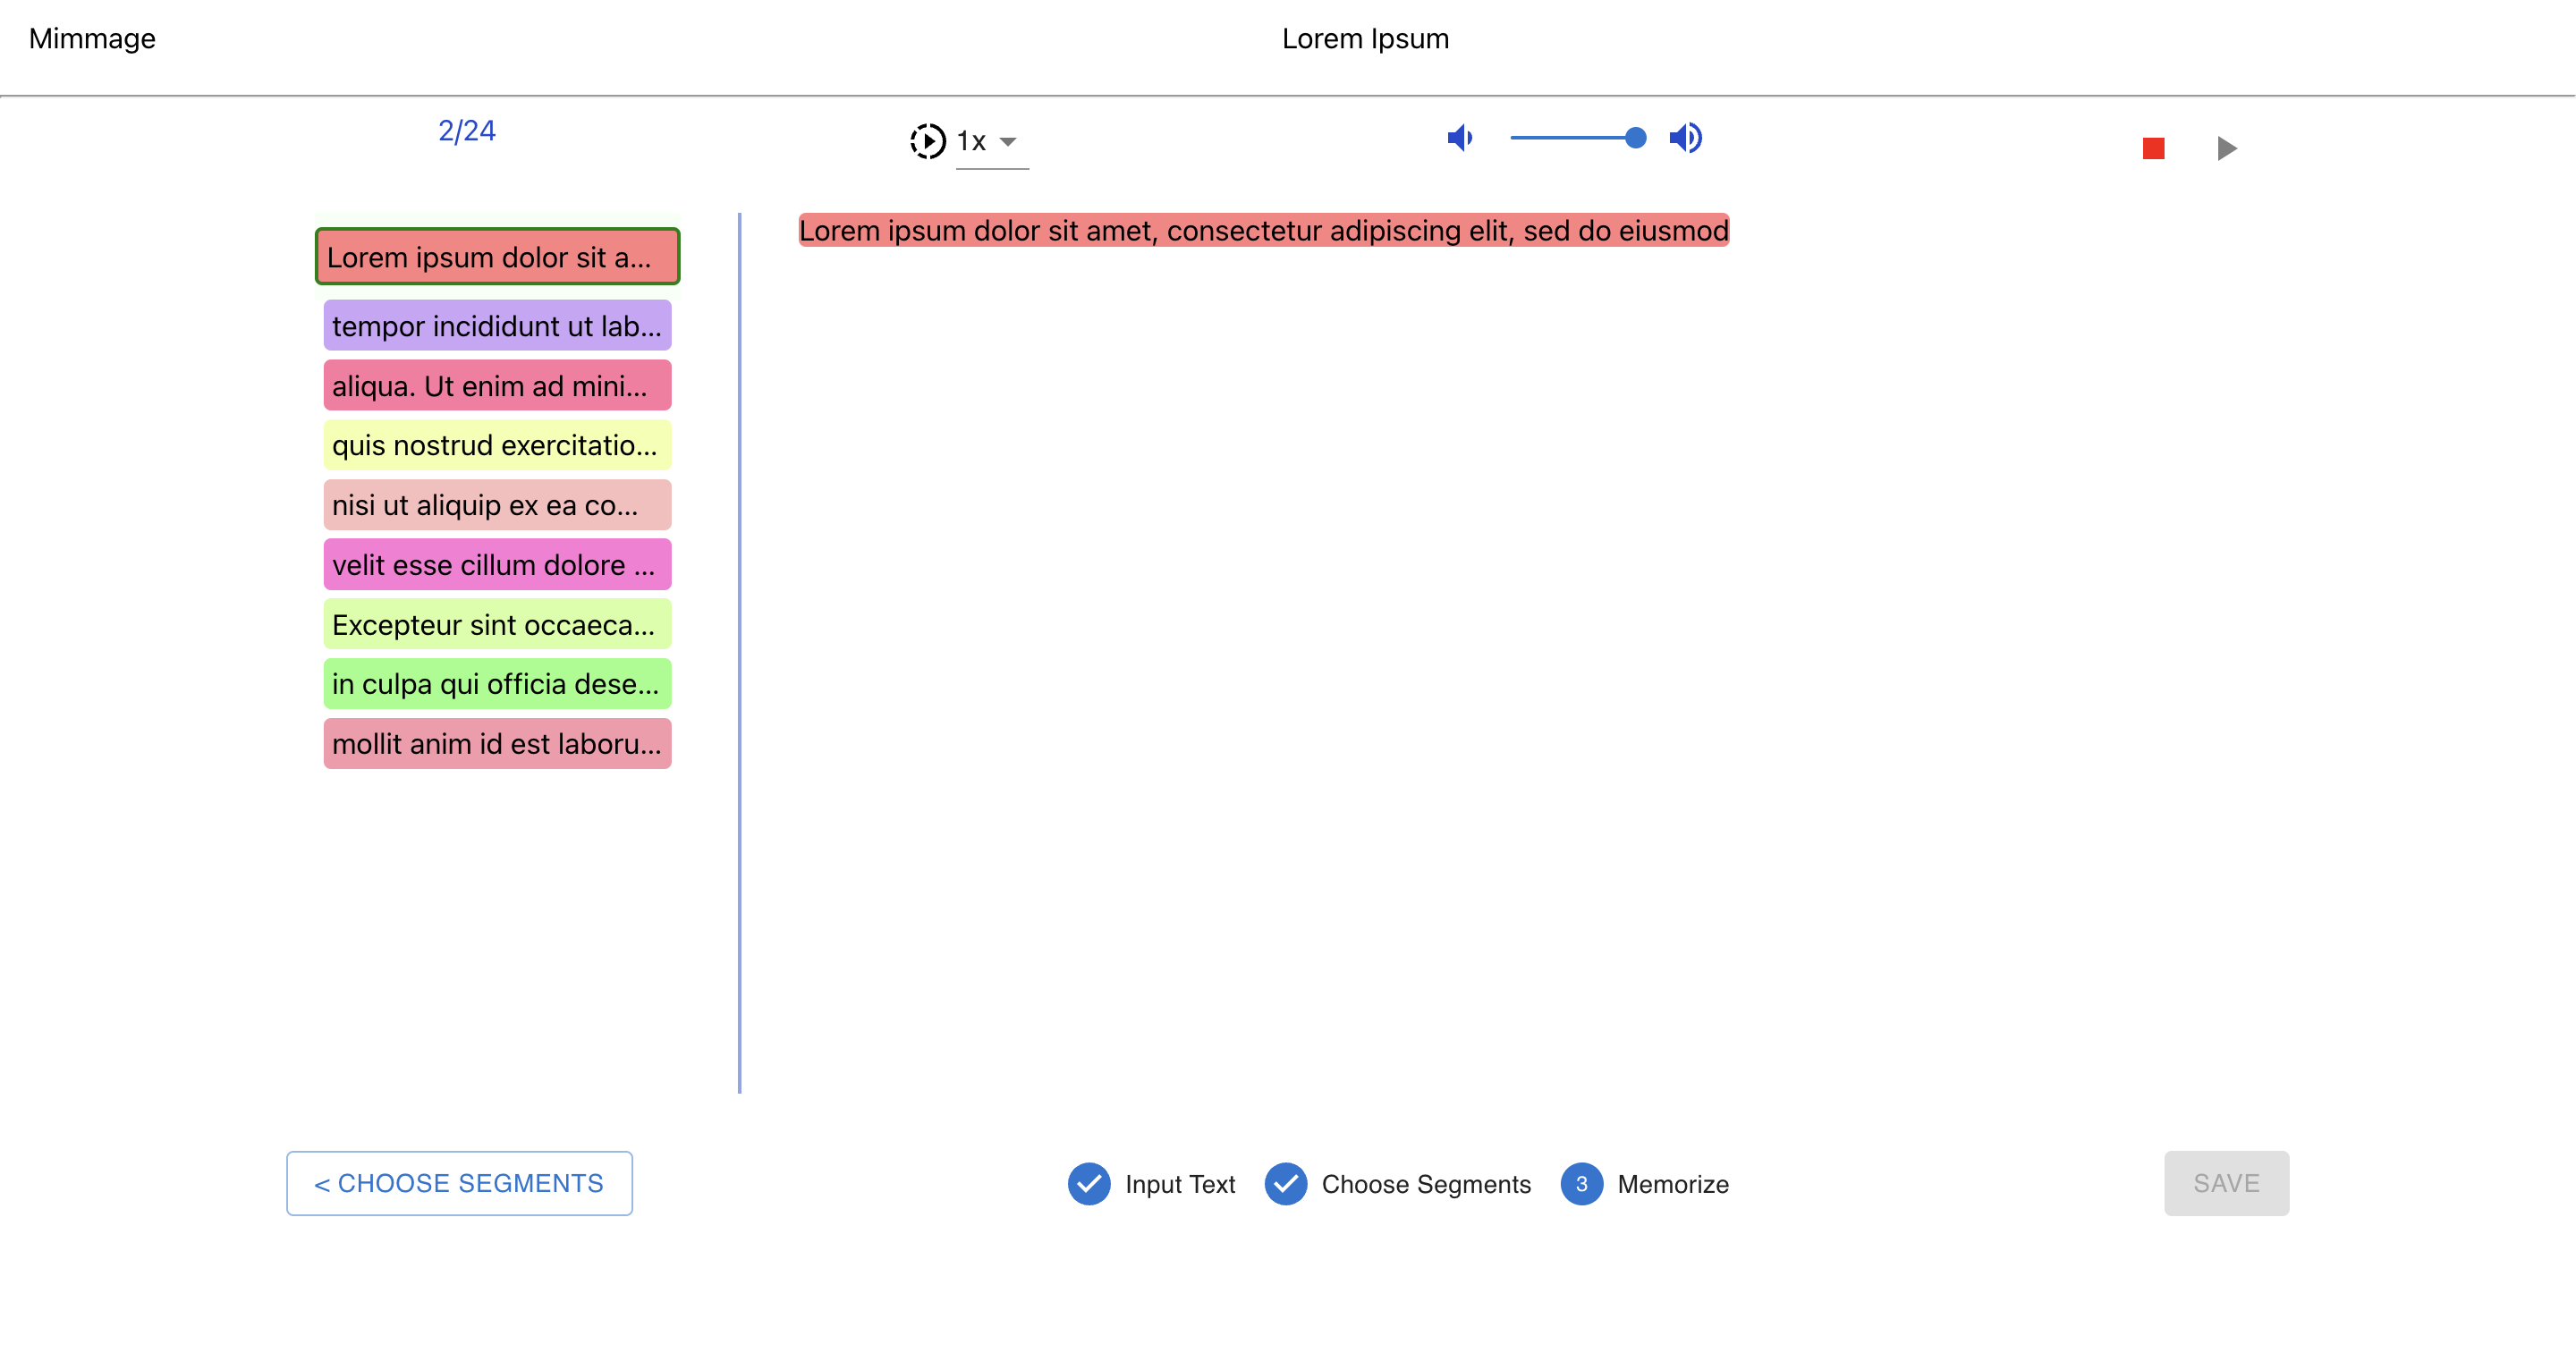 Mimmage
Lorem Ipsum
2/24
1x
Lorem ipsum dolor sit a...
tempor incididunt ut lab...
aliqua. Ut enim ad mini...
quis nostrud exercitatio...
nisi ut aliquip ex ea co...
velit esse cillum dolore ...
Excepteur sint occaeca...
in culpa qui officia dese...
mollit anim id est laboru...
Lorem ipsum dolor sit amet, consectetur adipiscing elit, sed do eiusmod
< CHOOSE SEGMENTS
Input Text
Choose Segments
3 Memorize
SAVE